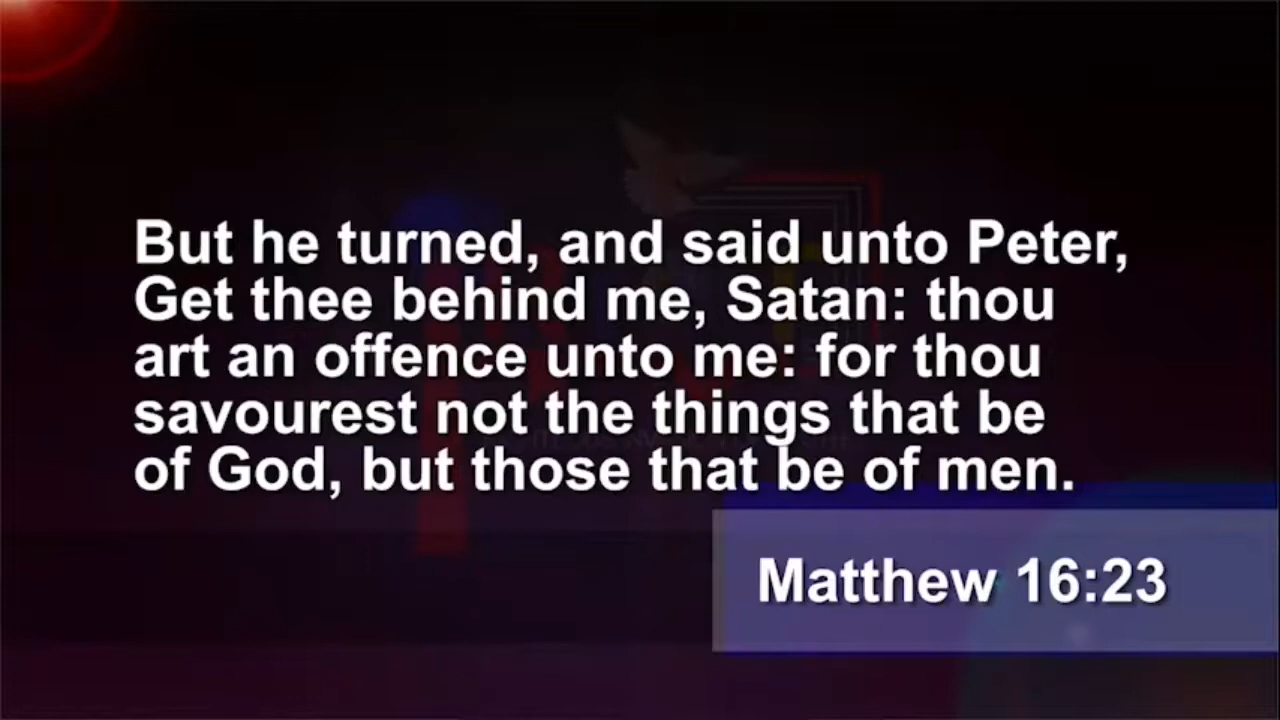 But he turned, and said unto Peter,
Get thee behind me, Satan: thou
art an offence unto me: for thou
savourest not the things that be
of God, but those that be of men.
Matthew 16:23